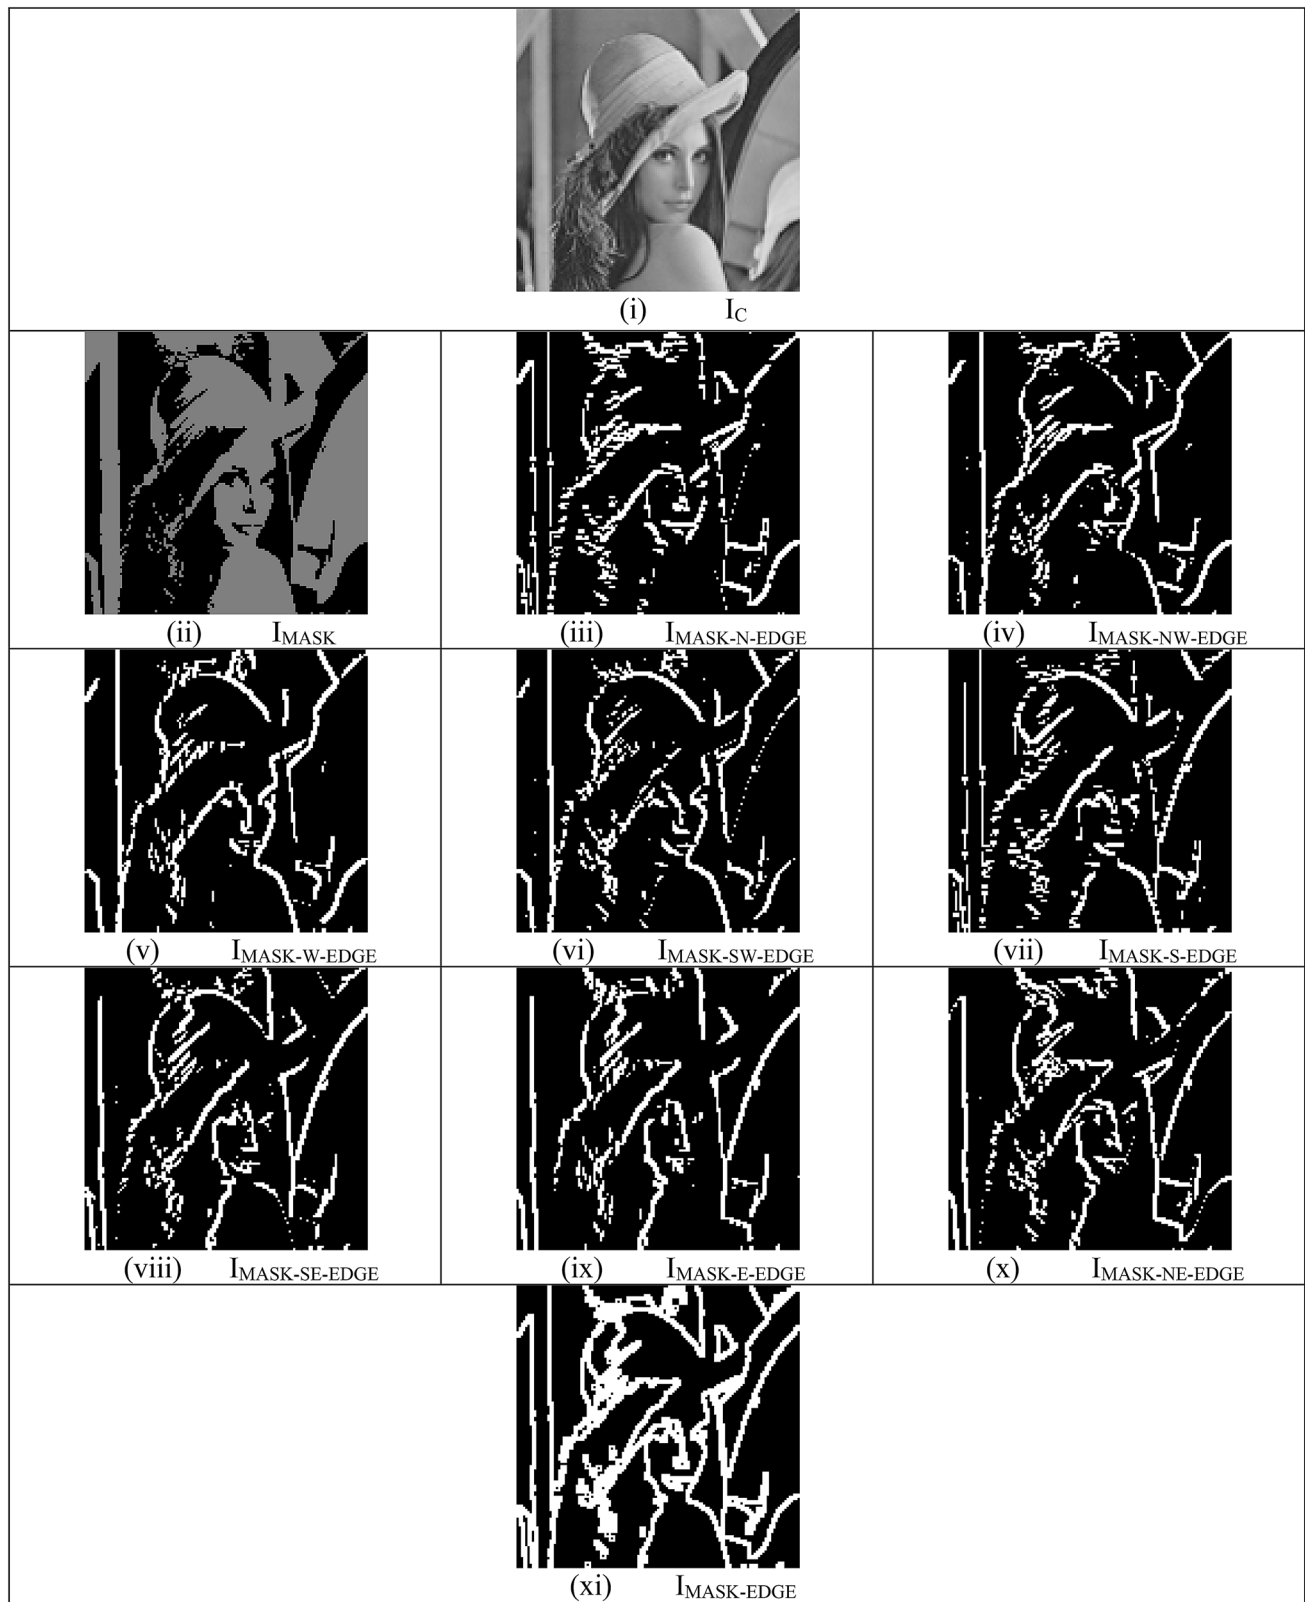 (i) I_C
(ii) I_MASK
(iii) I_MASK-N-EDGE
(iv) I_MASK-NW-EDGE
(v) I_MASK-W-EDGE
(vi) I_MASK-SW-EDGE
(vii) I_MASK-S-EDGE
(viii) I_MASK-SE-EDGE
(ix) I_MASK-E-EDGE
(x) I_MASK-NE-EDGE
(xi) I_MASK-EDGE